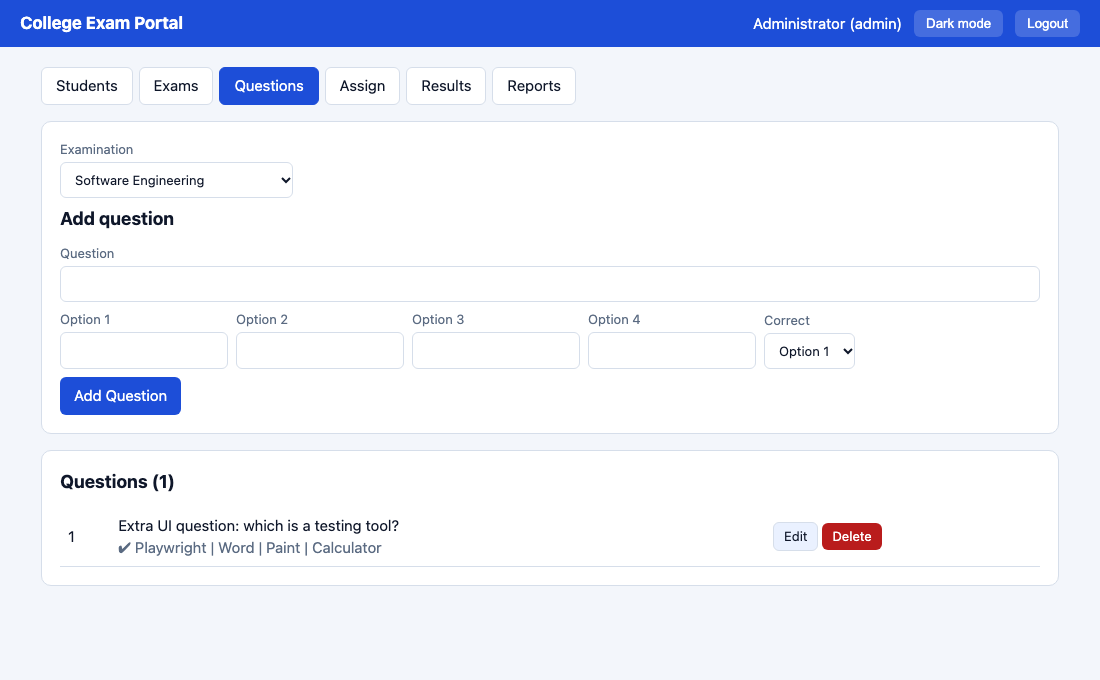 College Exam Portal
Administrator (admin) Dark mode Logout
Students Exams Questions Assign Results Reports
Examination
Software Engineering
Add question
Question
Option 1 Option 2 Option 3 Option 4 Correct
Option 1
Add Question
Questions (1)
1 Extra UI question: which is a testing tool?
✔ Playwright | Word | Paint | Calculator
Edit Delete